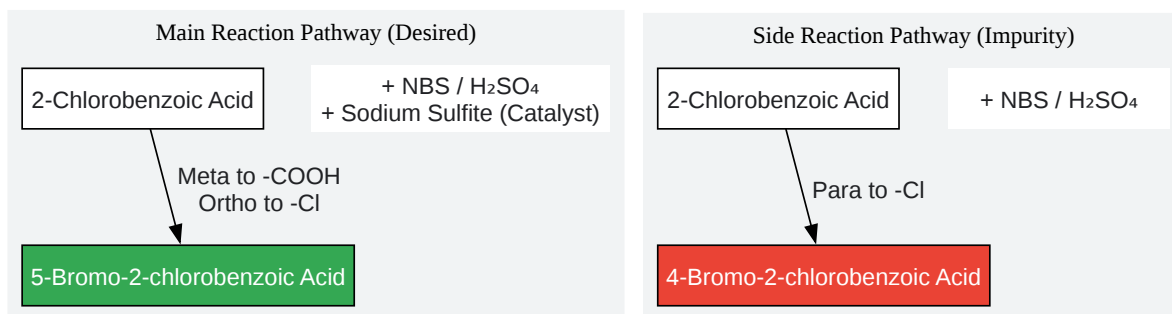 Main Reaction Pathway (Desired)
2-Chlorobenzoic Acid
+ NBS / H₂SO₄
+ Sodium Sulfite (Catalyst)
Meta to -COOH
Ortho to -Cl
5-Bromo-2-chlorobenzoic Acid
Side Reaction Pathway (Impurity)
2-Chlorobenzoic Acid
+ NBS / H₂SO₄
Para to -Cl
4-Bromo-2-chlorobenzoic Acid